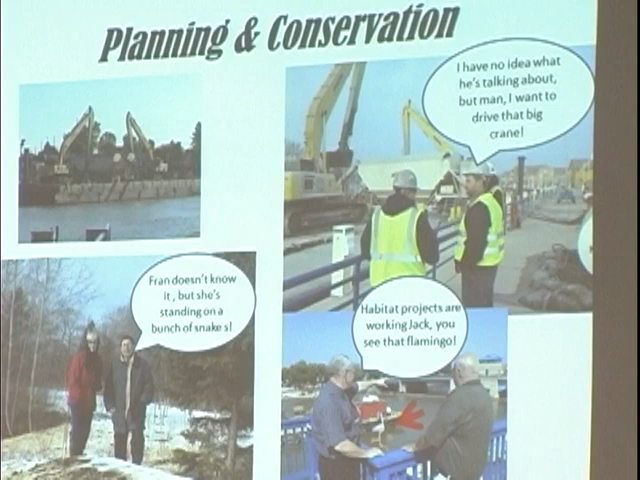 Planning & Conservation
I have no idea what
he's talking about,
but man, I want to
drive that big
crane!
Fran doesn't know
it , but she's
standing on a
bunch of snake s!
Habitat projects are
working Jack, you
see that flamingo!